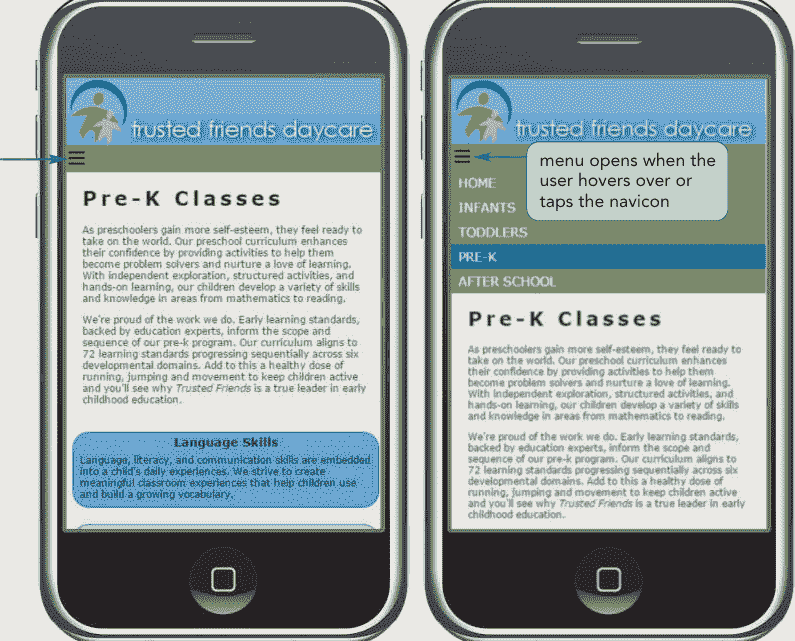 trusted friends daycare
Pre-K Classes
As preschoolers gain more self-esteem, they feel ready to
take on the world. Our preschool curriculum enhances
their confidence by providing activities to help them
become problem solvers and nurture a love of learning.
With independent exploration, structured activities, and
hands-on learning, our children develop a variety of skills
and knowledge in areas from mathematics to reading.
We're proud of the work we do. Early learning standards,
backed by education experts, inform the scope and
sequence of our pre-k program. Our curriculum aligns to
72 learning standards progressing sequentially across six
developmental domains. Add to this a healthy dose of
running, jumping and movement to keep children active
and you'll see why Trusted Friends is a true leader in early
childhood education.
Language Skills
Language, literacy, and communication skills are embedded
into a child's daily experiences. We strive to create
meaningful classroom experiences that help children use
and build a growing vocabulary.
trusted friends daycare
menu opens when the
user hovers over or
taps the navicon
HOME
INFANTS
TODDLERS
PRE-K
AFTER SCHOOL
Pre-K Classes
As preschoolers gain more self-esteem, they feel ready to
take on the world. Our preschool curriculum enhances
their confidence by providing activities to help them
become problem solvers and nurture a love of learning.
With independent exploration, structured activities, and
hands-on learning, our children develop a variety of skills
and knowledge in areas from mathematics to reading.
We're proud of the work we do. Early learning standards,
backed by education experts, inform the scope and
sequence of our pre-k program. Our curriculum aligns to
72 learning standards progressing sequentially across six
developmental domains. Add to this a healthy dose of
running, jumping and movement to keep children active
and you'll see why Trusted Friends is a true leader in early
childhood education.